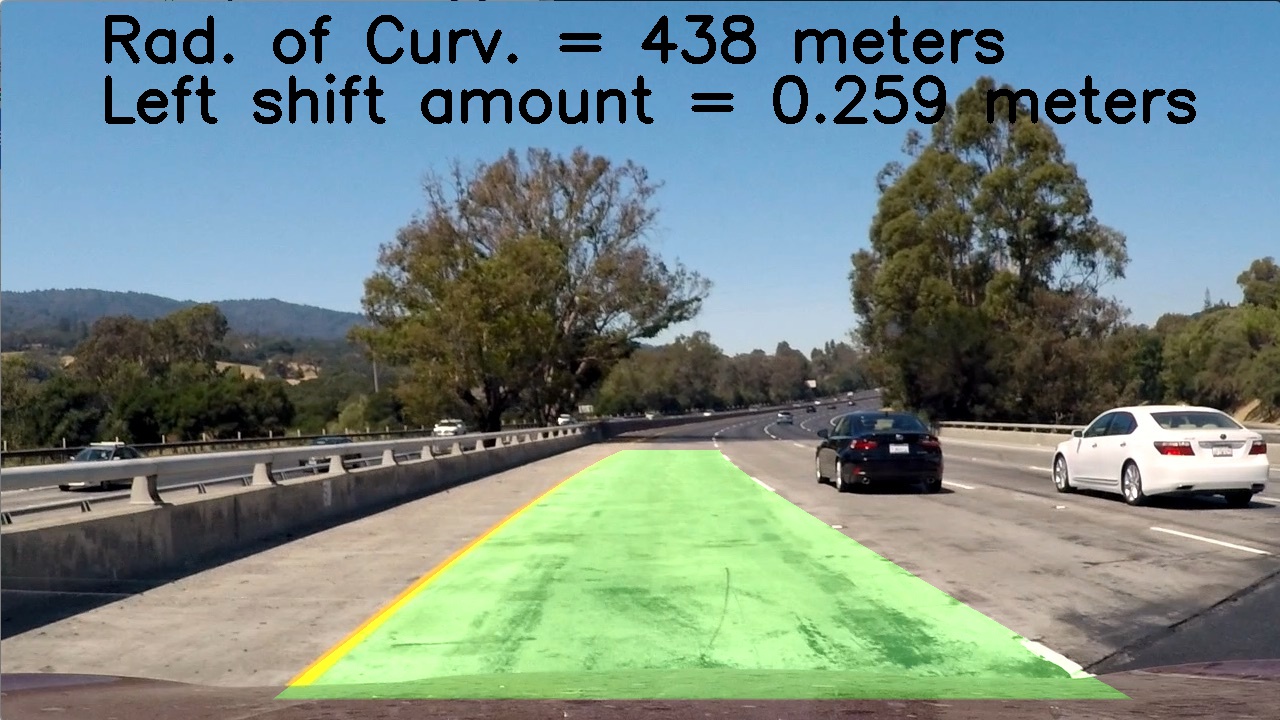 Rad. of Curv. = 438 meters
Left shift amount = 0.259 meters